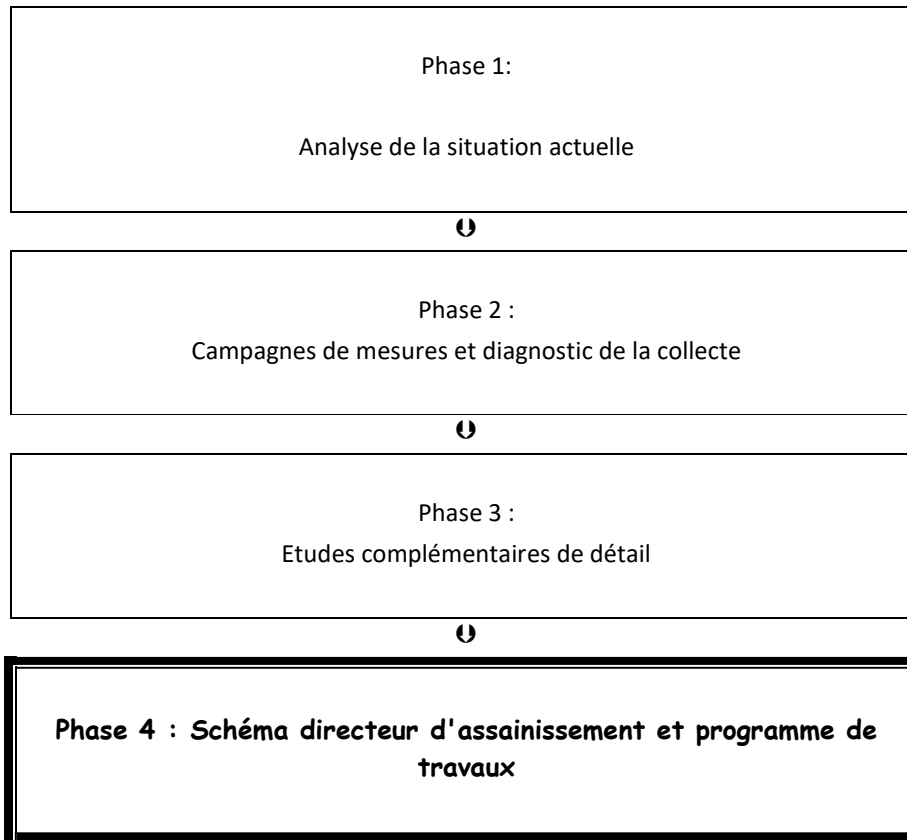 Phase 1:
Analyse de la situation actuelle
Phase 2 :
Campagnes de mesures et diagnostic de la collecte
Phase 3 :
Etudes complémentaires de détail
Phase 4 : Schéma directeur d'assainissement et programme de
travaux